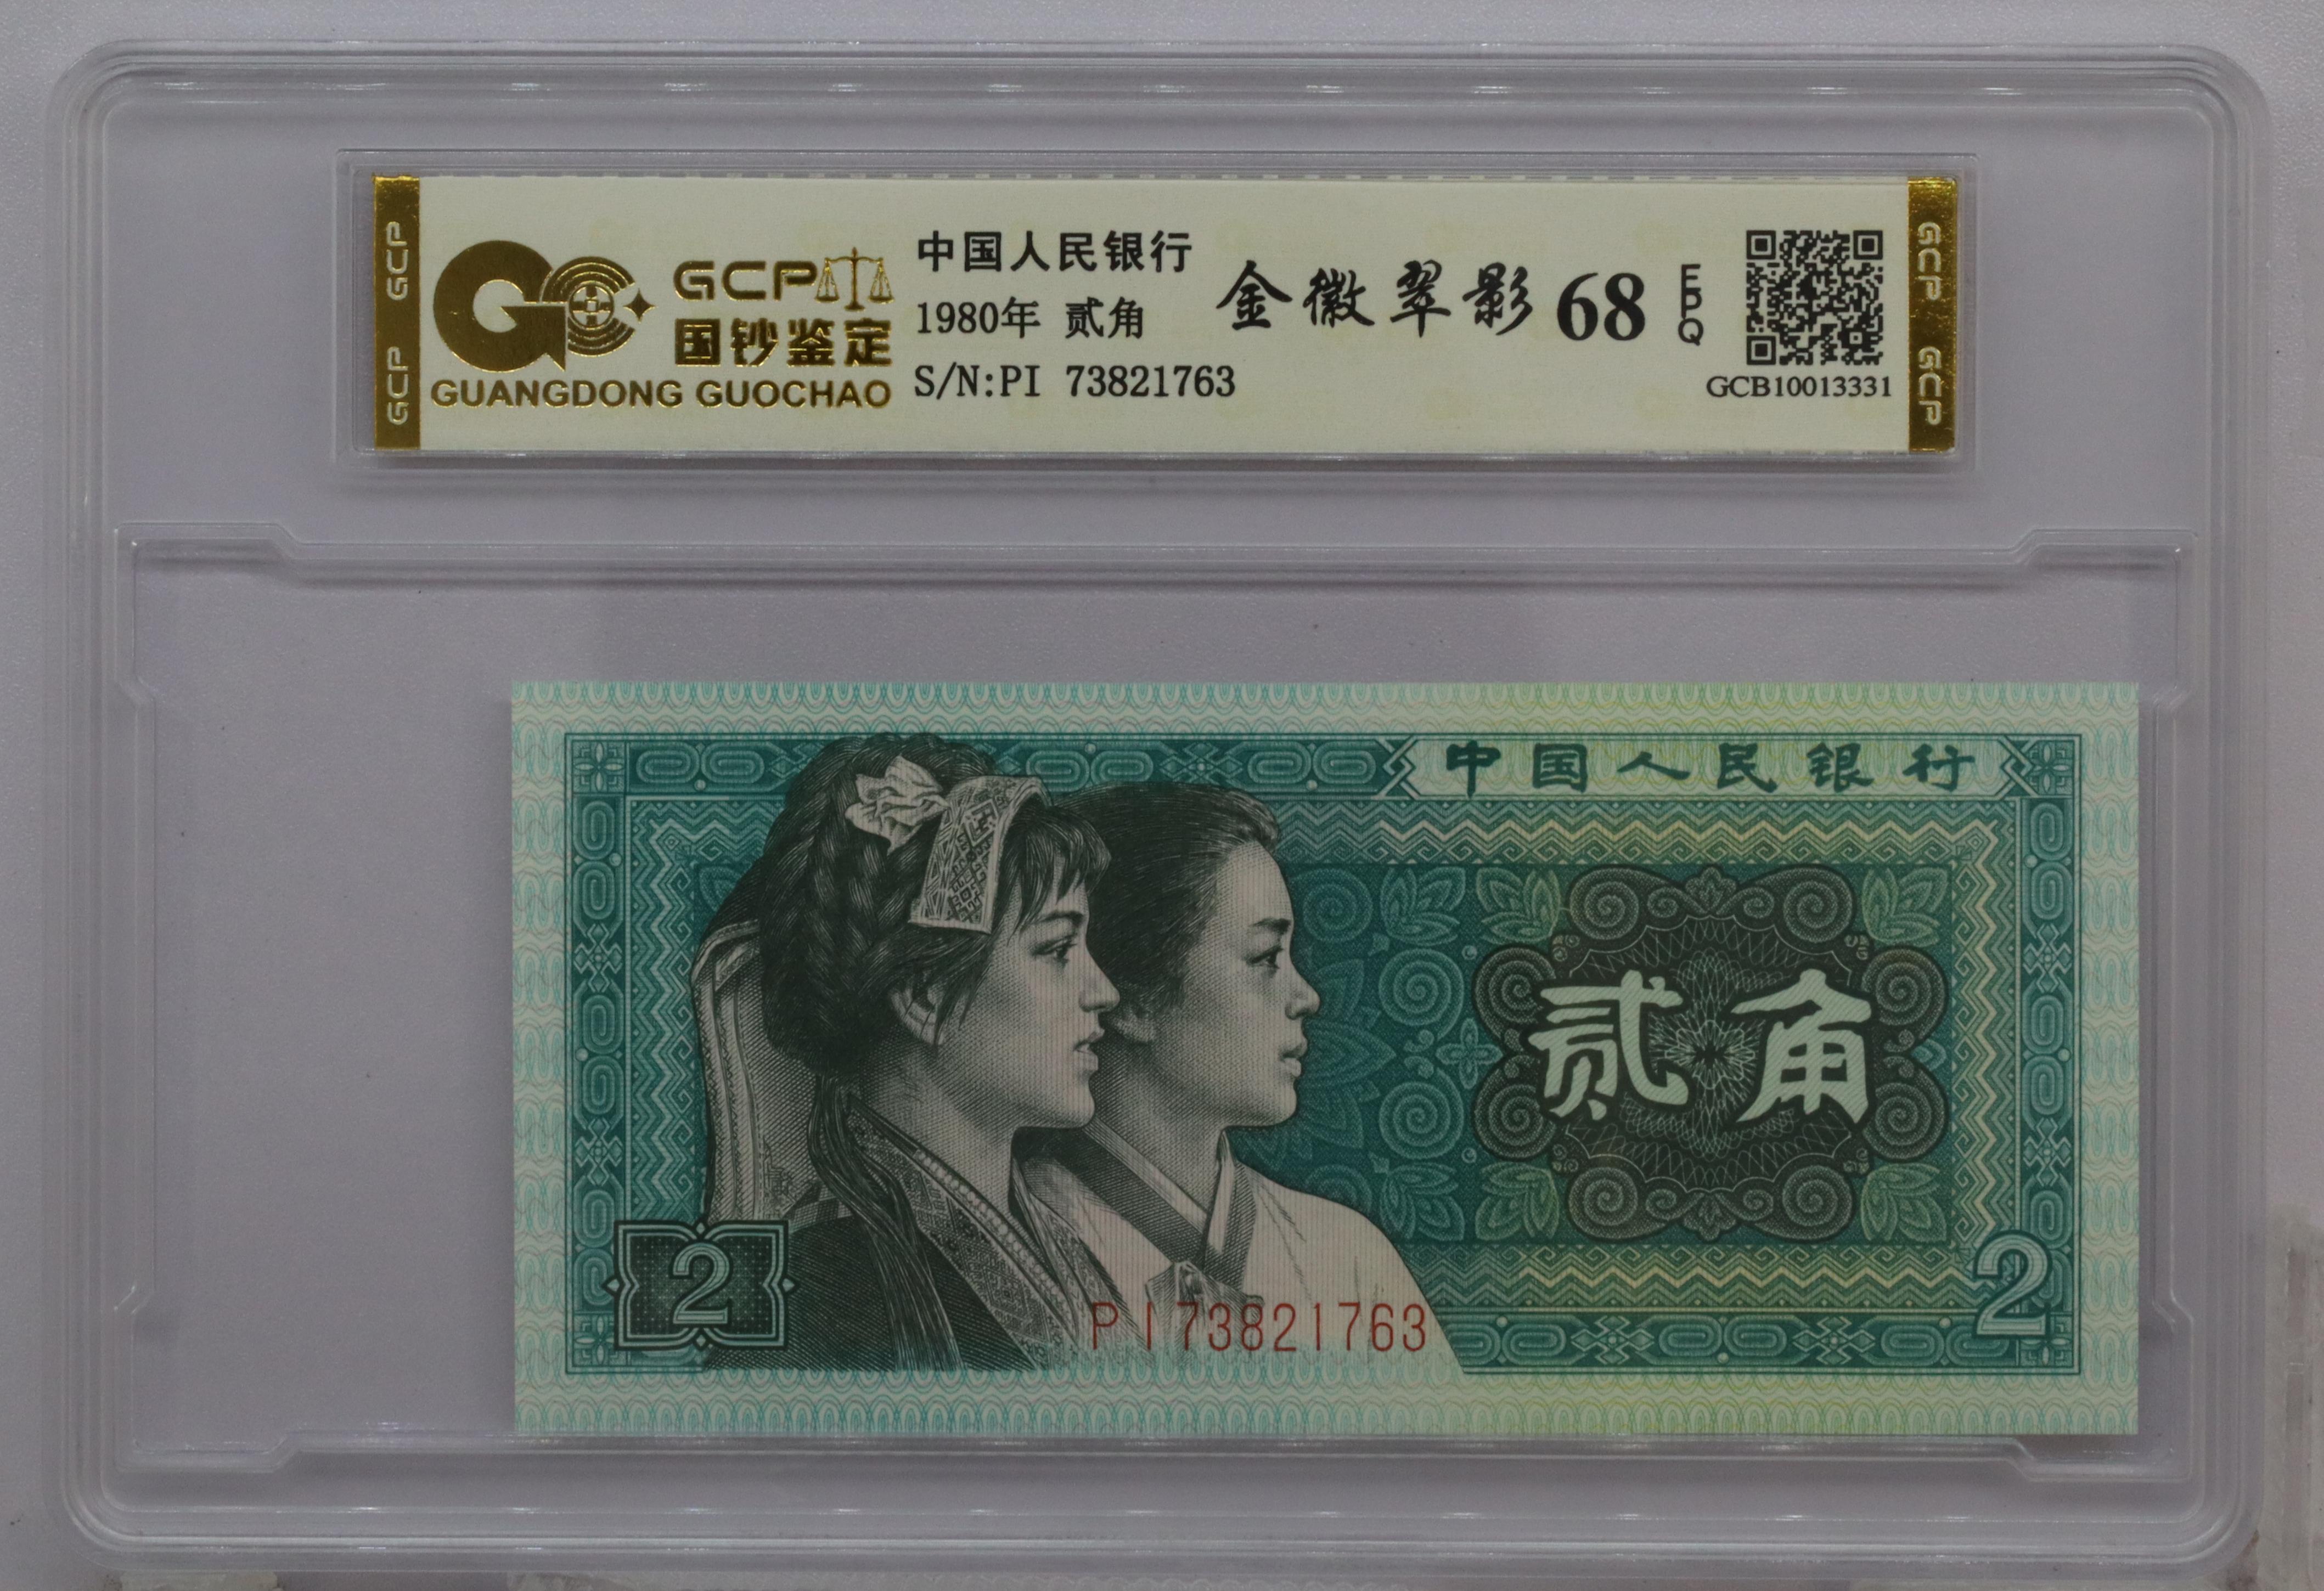 GCP GCP
GCP
国钞鉴定
GUANGDONG GUOCHAO
中国人民银行
1980年 贰角
S/N:PI 73821763
金徽翠影 68 EPQ
GCB10013331
GCP GCP
中国人民银行
贰角
2
PI73821763
2